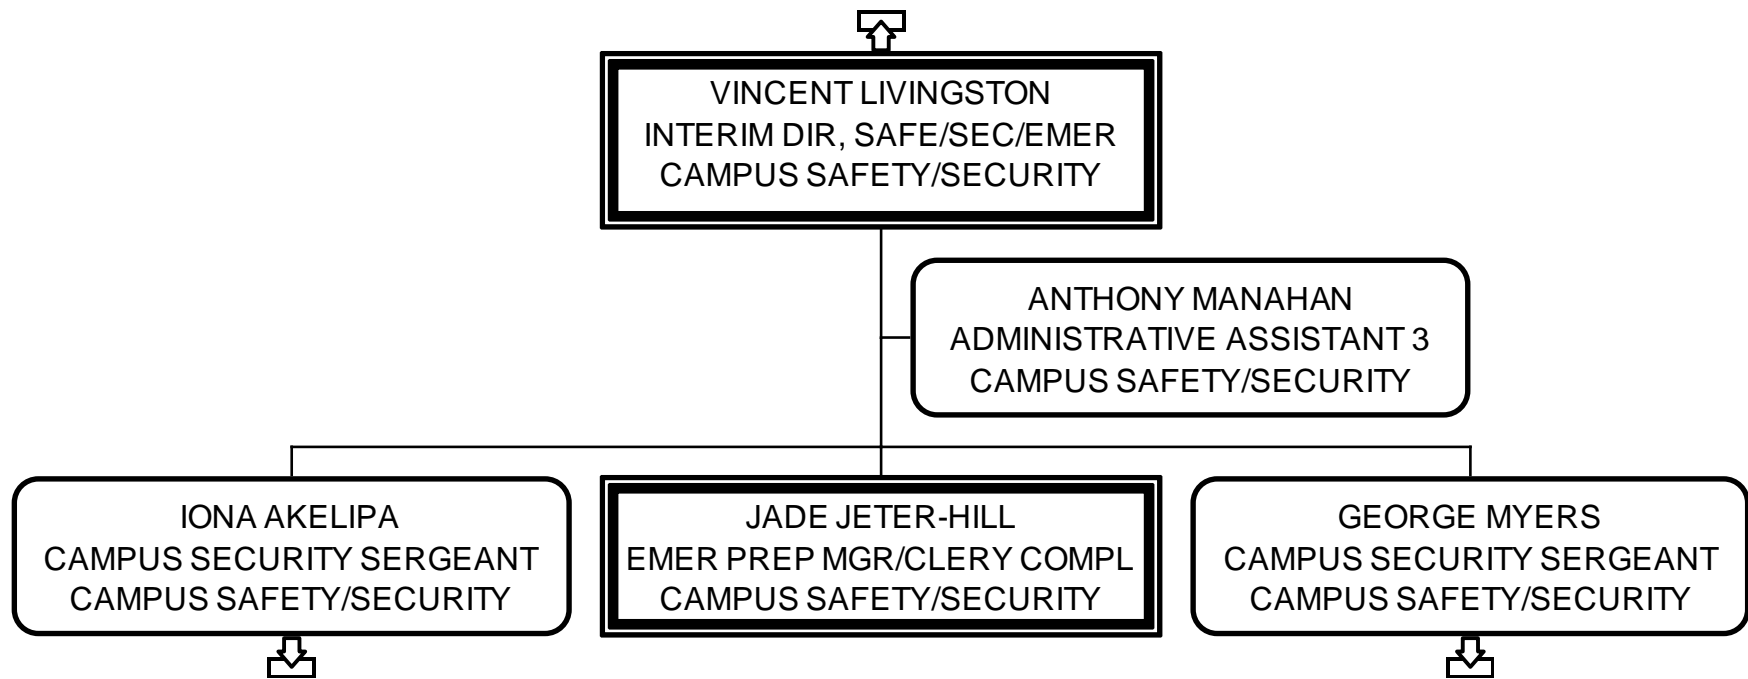 VINCENT LIVINGSTON
INTERIM DIR, SAFE/SEC/EMER
CAMPUS SAFETY/SECURITY
ANTHONY MANAHAN
ADMINISTRATIVE ASSISTANT 3
CAMPUS SAFETY/SECURITY
IONA AKELIPA
CAMPUS SECURITY SERGEANT
CAMPUS SAFETY/SECURITY
JADE JETER-HILL
EMER PREP MGR/CLERY COMPL
CAMPUS SAFETY/SECURITY
GEORGE MYERS
CAMPUS SECURITY SERGEANT
CAMPUS SAFETY/SECURITY